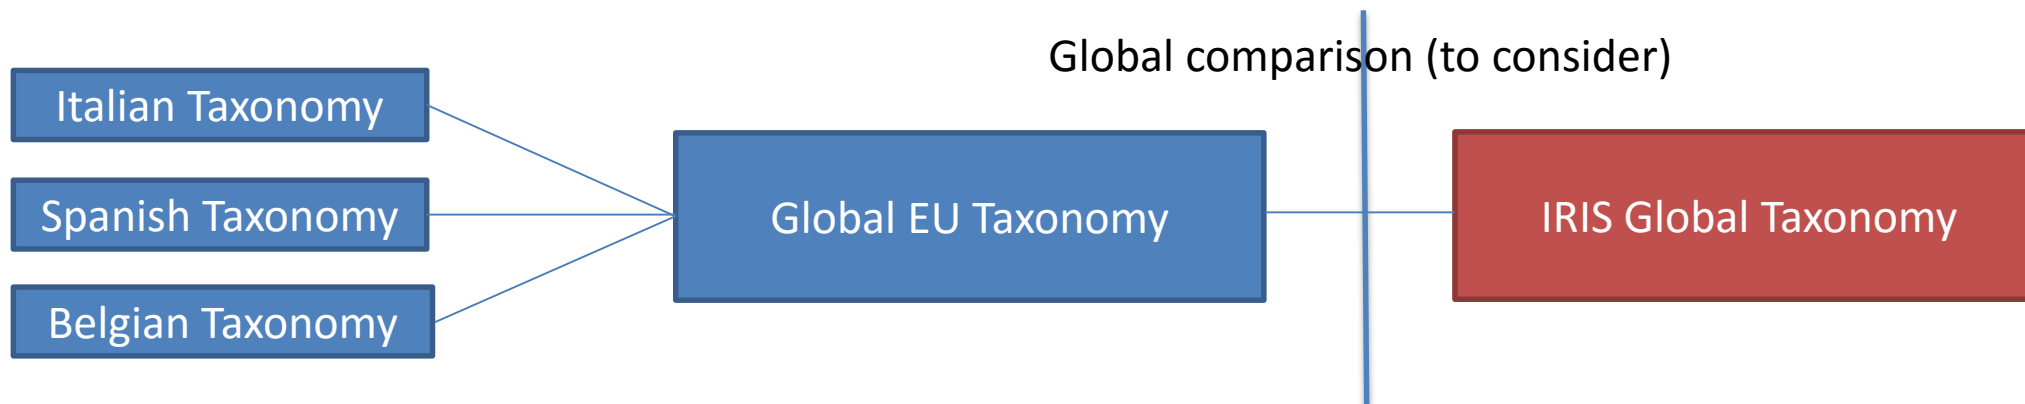 Global comparison (to consider)
Italian Taxonomy
Spanish Taxonomy
Belgian Taxonomy
Global EU Taxonomy
IRIS Global Taxonomy